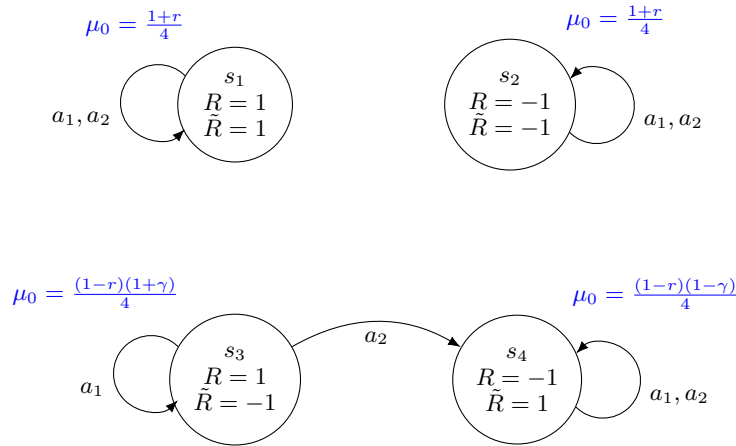 μ₀ = (1+r)/4
μ₀ = (1+r)/4
s₁
R = 1
R̃ = 1
a₁, a₂
s₂
R = −1
R̃ = −1
a₁, a₂
μ₀ = ((1−r)(1+γ))/4
μ₀ = ((1−r)(1−γ))/4
s₃
R = 1
R̃ = −1
a₁
a₂
s₄
R = −1
R̃ = 1
a₁, a₂